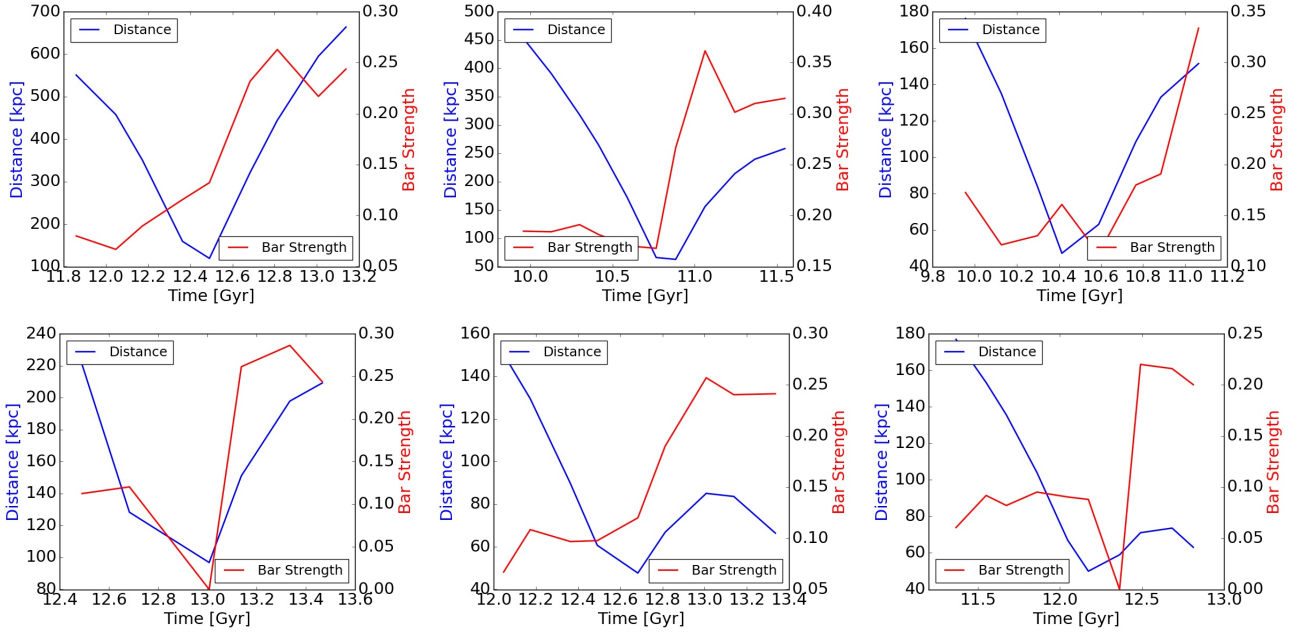 700
600
500
400
300
200
100
Distance [kpc]
Distance
Bar Strength
0.30
0.25
0.20
0.15
0.10
0.05
Bar Strength
11.8 12.0 12.2 12.4 12.6 12.8 13.0 13.2
Time [Gyr]
500
450
400
350
300
250
200
150
100
50
Distance [kpc]
Distance
Bar Strength
0.40
0.35
0.30
0.25
0.20
0.15
Bar Strength
10.0 10.5 11.0 11.5
Time [Gyr]
180
160
140
120
100
80
60
40
Distance [kpc]
Distance
Bar Strength
0.35
0.30
0.25
0.20
0.15
0.10
Bar Strength
9.8 10.0 10.2 10.4 10.6 10.8 11.0 11.2
Time [Gyr]
240
220
200
180
160
140
120
100
80
Distance [kpc]
Distance
Bar Strength
0.30
0.25
0.20
0.15
0.10
0.05
0.00
Bar Strength
12.4 12.6 12.8 13.0 13.2 13.4 13.6
Time [Gyr]
160
140
120
100
80
60
40
Distance [kpc]
Distance
Bar Strength
0.30
0.25
0.20
0.15
0.10
0.05
Bar Strength
12.0 12.2 12.4 12.6 12.8 13.0 13.2 13.4
Time [Gyr]
180
160
140
120
100
80
60
40
Distance [kpc]
Distance
Bar Strength
0.25
0.20
0.15
0.10
0.05
0.00
Bar Strength
11.5 12.0 12.5 13.0
Time [Gyr]